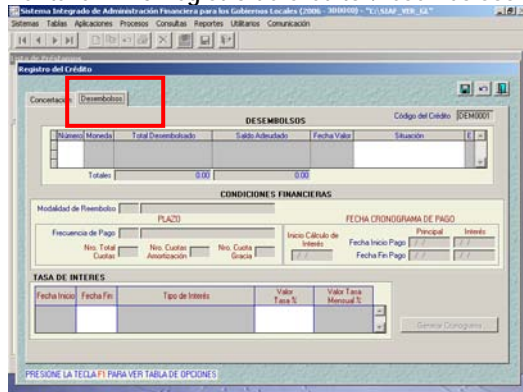 Sistema Integrado de Administración Financiera para los Gobiernos Locales (2006 - 300600) - "C:\SIAF_VER_GL"
Sistemas Tablas Aplicaciones Procesos Consultas Reportes Utilitarios Comunicación
Registro del Crédito
Concertación Desembolsos
DESEMBOLSOS
Código del Crédito DEM0001
Número Moneda Total Desembolsado Saldo Adeudado Fecha Valor Situación E
Totales 0.00 0.00
CONDICIONES FINANCIERAS
Modalidad de Reembolso
PLAZO
FECHA CRONOGRAMA DE PAGO
Frecuencia de Pago
Inicio Cálculo de Interés
Principal Interés
Fecha Inicio Pago / / / /
Nro. Total Cuotas Nro. Cuotas Amortización Nro. Cuota Gracia / /
Fecha Fin Pago / / / /
TASA DE INTERES
Fecha Inicio Fecha Fin Tipo de Interés Valor Tasa % Valor Tasa Mensual %
Generar Cronograma
PRESIONE LA TECLA F1 PARA VER TABLA DE OPCIONES